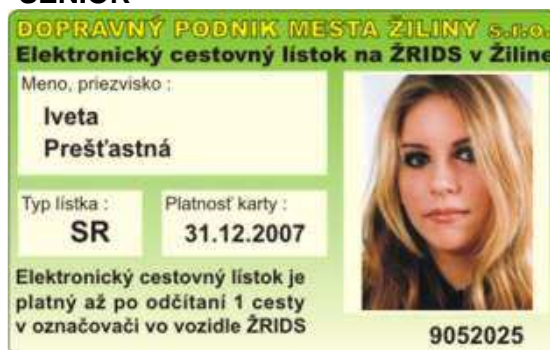 SENIOR
DOPRAVNÝ PODNIK MESTA ŽILINY s.r.o.
Elektronický cestovný lístok na ŽRIDS v Žiline
Meno, priezvisko :
Iveta
Prešťastná
Typ lístka :
SR
Platnosť karty :
31.12.2007
Elektronický cestovný lístok je
platný až po odčítaní 1 cesty
v označovači vo vozidle ŽRIDS
9052025